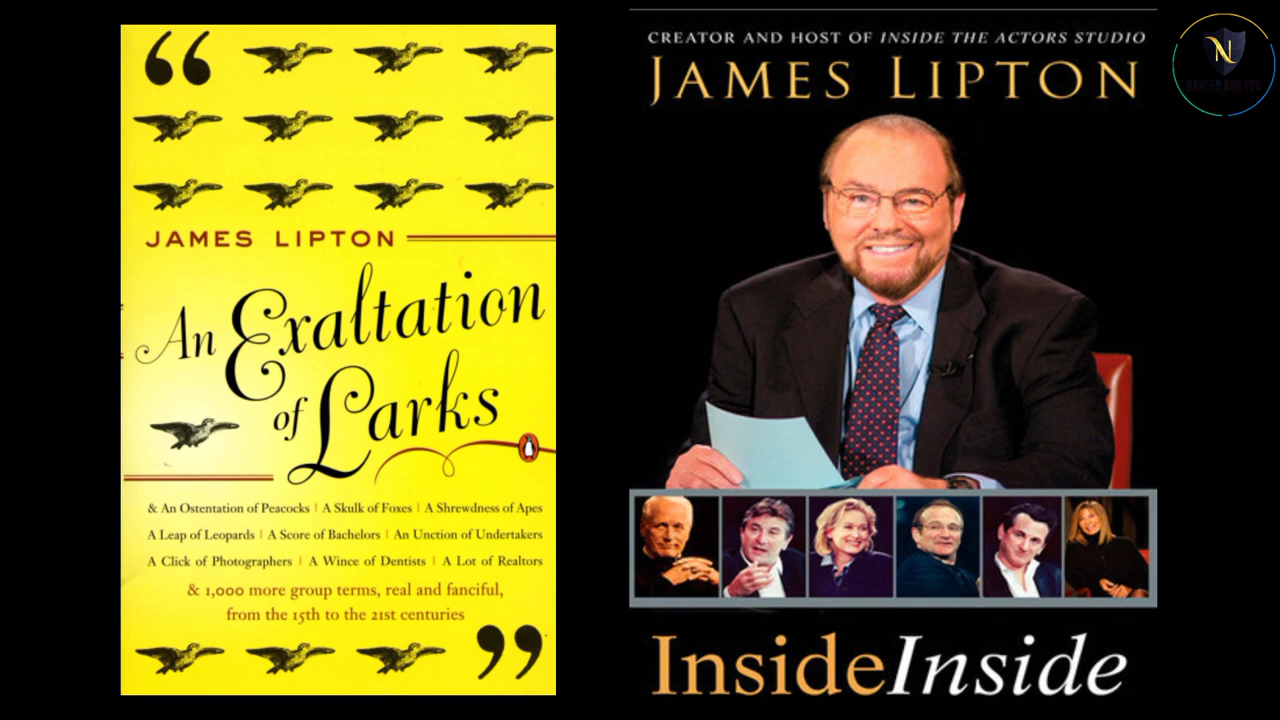 JAMES LIPTON
An Exaltation
of Larks
& An Ostentation of Peacocks | A Skulk of Foxes | A Shrewdness of Apes
A Leap of Leopards | A Score of Bachelors | An Unction of Undertakers
A Click of Photographers | A Wince of Dentists | A Lot of Realtors
& 1,000 more group terms, real and fanciful,
from the 15th to the 21st centuries
CREATOR AND HOST OF INSIDE THE ACTORS STUDIO
JAMES LIPTON
InsideInside
N